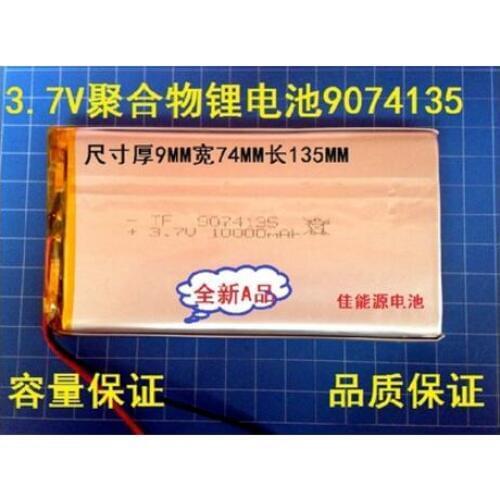 3.7V聚合物锂电池9074135
尺寸厚9MM宽74MM长135MM
- TF 9074135
+ 3.7V 10000mAh
全新A品
佳能源电池
容量保证 品质保证